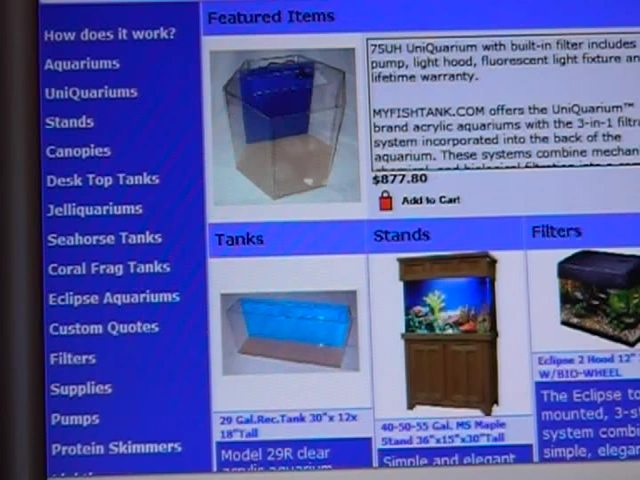 How does it work?
Aquariums
UniQuariums
Stands
Canopies
Desk Top Tanks
Jelliquariums
Seahorse Tanks
Coral Frag Tanks
Eclipse Aquariums
Custom Quotes
Filters
Supplies
Pumps
Protein Skimmers
Featured Items
75UH UniQuarium with built-in filter includes
pump, light hood, fluorescent light fixture an
lifetime warranty.
MYFISHTANK.COM offers the UniQuarium™
brand acrylic aquariums with the 3-in-1 filtra
system incorporated into the back of the
aquarium. These systems combine mechan
$877.80
Add to Cart
Tanks
Stands
Filters
29 Gal.Rec.Tank 30"x 12x
18"Tall
Model 29R clear
acrylic aquarium
40-50-55 Gal. MS Maple
Stand 36"x15"x30"Tall
Simple and elegant
Eclipse 2 Hood 12"
W/BIO-WHEEL
The Eclipse to
mounted, 3-s
system combi
simple, elegan